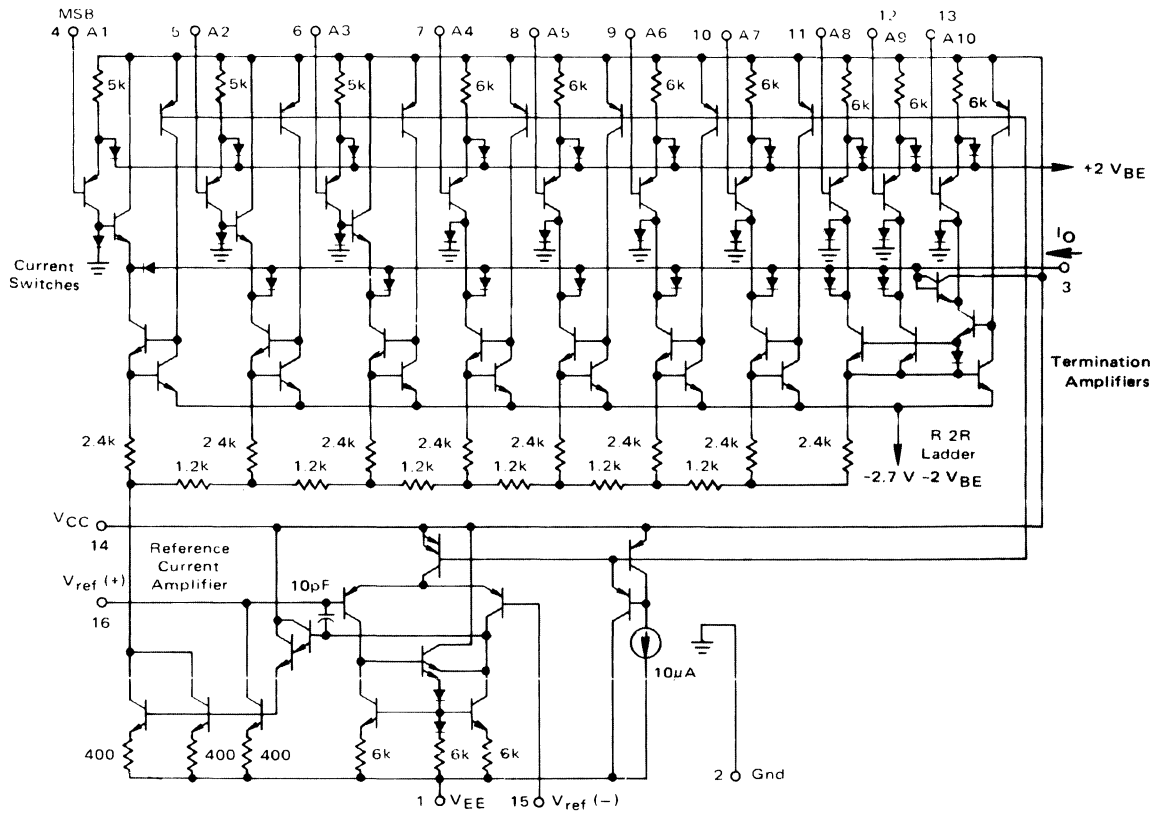 MSB
4 A1
5 A2
6 A3
7 A4
8 A5
9 A6
10 A7
11 A8
12
A9
13
A10
5k
5k
5k
6k
6k
6k
6k
6k
6k
6k
+2 VBE
IO
3
Current
Switches
Termination
Amplifiers
2.4k
2.4k
2.4k
2.4k
2.4k
2.4k
2.4k
2.4k
1.2k
1.2k
1.2k
1.2k
1.2k
1.2k
R 2R
Ladder
-2.7 V -2 VBE
VCC
14
Reference
Current
Amplifier
Vref (+)
16
10pF
10µA
400
400
400
6k
6k
6k
1 VEE
15 Vref (-)
2 Gnd